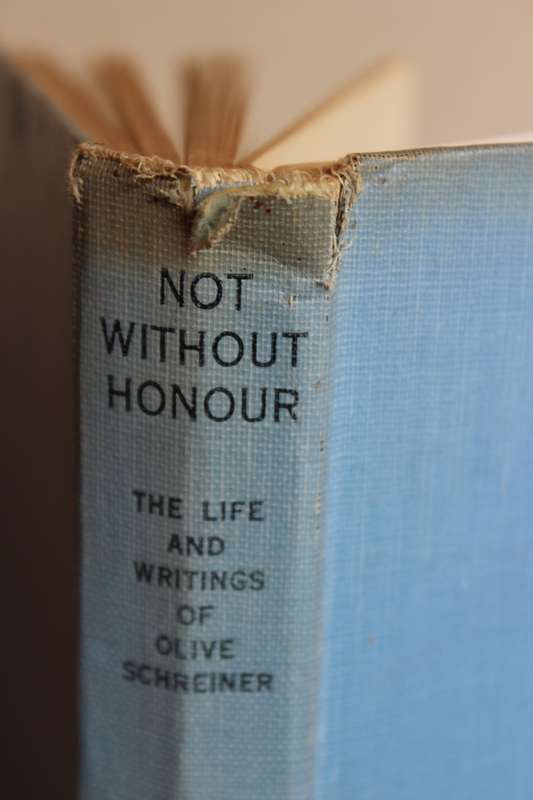 NOT
WITHOUT
HONOUR
THE LIFE
AND
WRITINGS
OF
OLIVE
SCHREINER